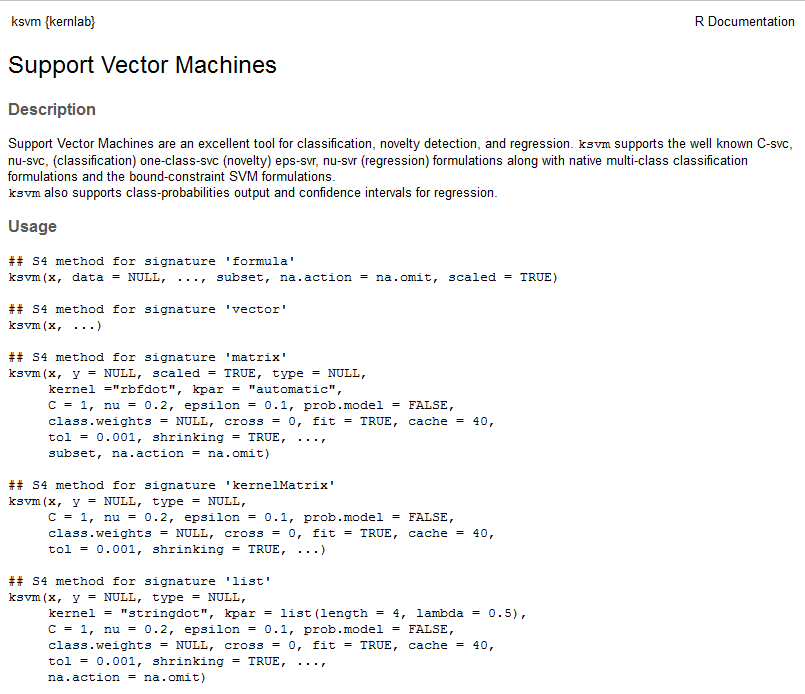 ksvm {kernlab}
R Documentation
Support Vector Machines
Description
Support Vector Machines are an excellent tool for classification, novelty detection, and regression. ksvm supports the well known C-svc,
nu-svc, (classification) one-class-svc (novelty) eps-svr, nu-svr (regression) formulations along with native multi-class classification
formulations and the bound-constraint SVM formulations.
ksvm also supports class-probabilities output and confidence intervals for regression.
Usage
## S4 method for signature 'formula'
ksvm(x, data = NULL, ..., subset, na.action = na.omit, scaled = TRUE)
## S4 method for signature 'vector'
ksvm(x, ...)
## S4 method for signature 'matrix'
ksvm(x, y = NULL, scaled = TRUE, type = NULL,
kernel ="rbfdot", kpar = "automatic",
C = 1, nu = 0.2, epsilon = 0.1, prob.model = FALSE,
class.weights = NULL, cross = 0, fit = TRUE, cache = 40,
tol = 0.001, shrinking = TRUE, ...,
subset, na.action = na.omit)
## S4 method for signature 'kernelMatrix'
ksvm(x, y = NULL, type = NULL,
C = 1, nu = 0.2, epsilon = 0.1, prob.model = FALSE,
class.weights = NULL, cross = 0, fit = TRUE, cache = 40,
tol = 0.001, shrinking = TRUE, ...)
## S4 method for signature 'list'
ksvm(x, y = NULL, type = NULL,
kernel = "stringdot", kpar = list(length = 4, lambda = 0.5),
C = 1, nu = 0.2, epsilon = 0.1, prob.model = FALSE,
class.weights = NULL, cross = 0, fit = TRUE, cache = 40,
tol = 0.001, shrinking = TRUE, ...,
na.action = na.omit)